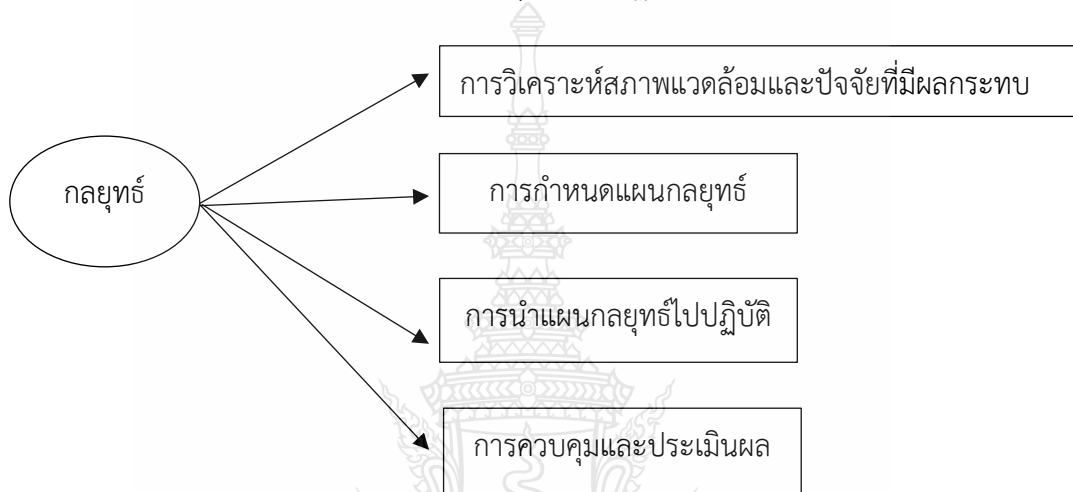 การวิเคราะห์สภาพแวดล้อมและปัจจัยที่มีผลกระทบ
กลยุทธ์
การกำหนดแผนกลยุทธ์
การนำแผนกลยุทธ์ไปปฏิบัติ
การควบคุมและประเมินผล